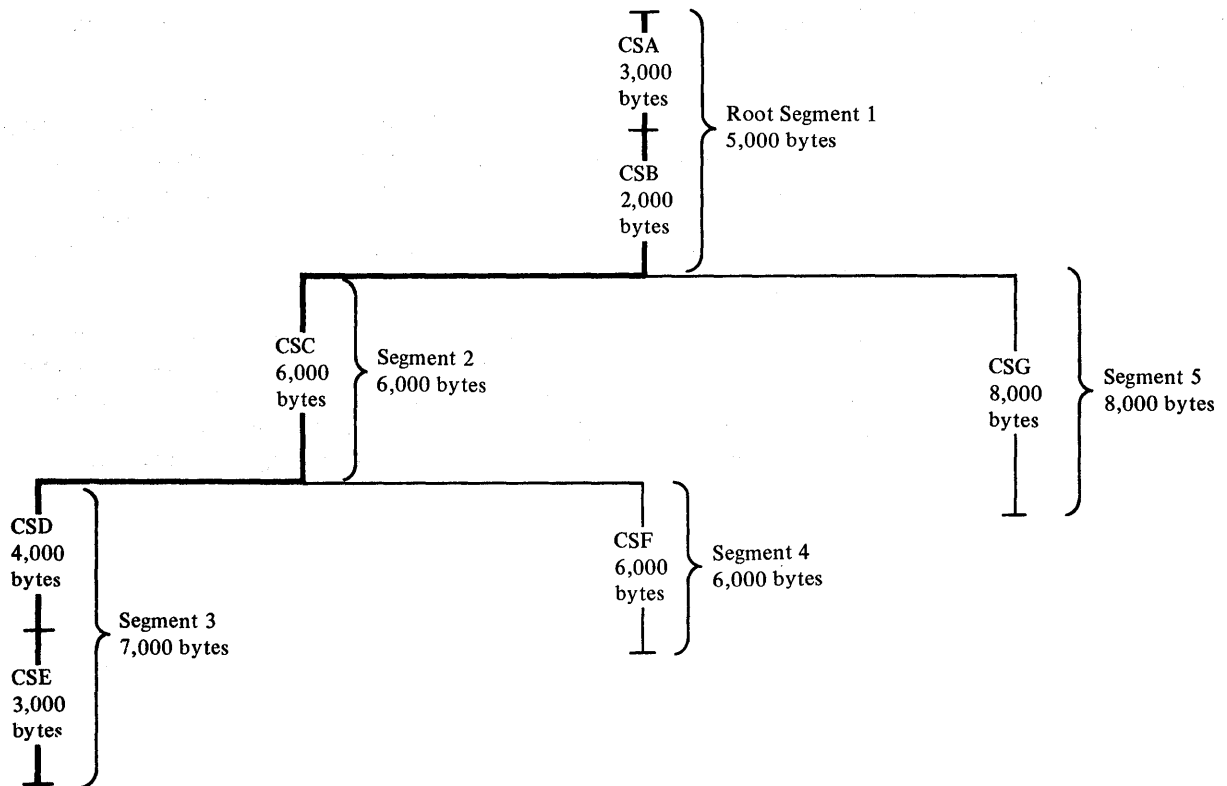 CSA
3,000
bytes
CSB
2,000
bytes
Root Segment 1
5,000 bytes
CSC
6,000
bytes
Segment 2
6,000 bytes
CSG
8,000
bytes
Segment 5
8,000 bytes
CSD
4,000
bytes
CSE
3,000
bytes
Segment 3
7,000 bytes
CSF
6,000
bytes
Segment 4
6,000 bytes